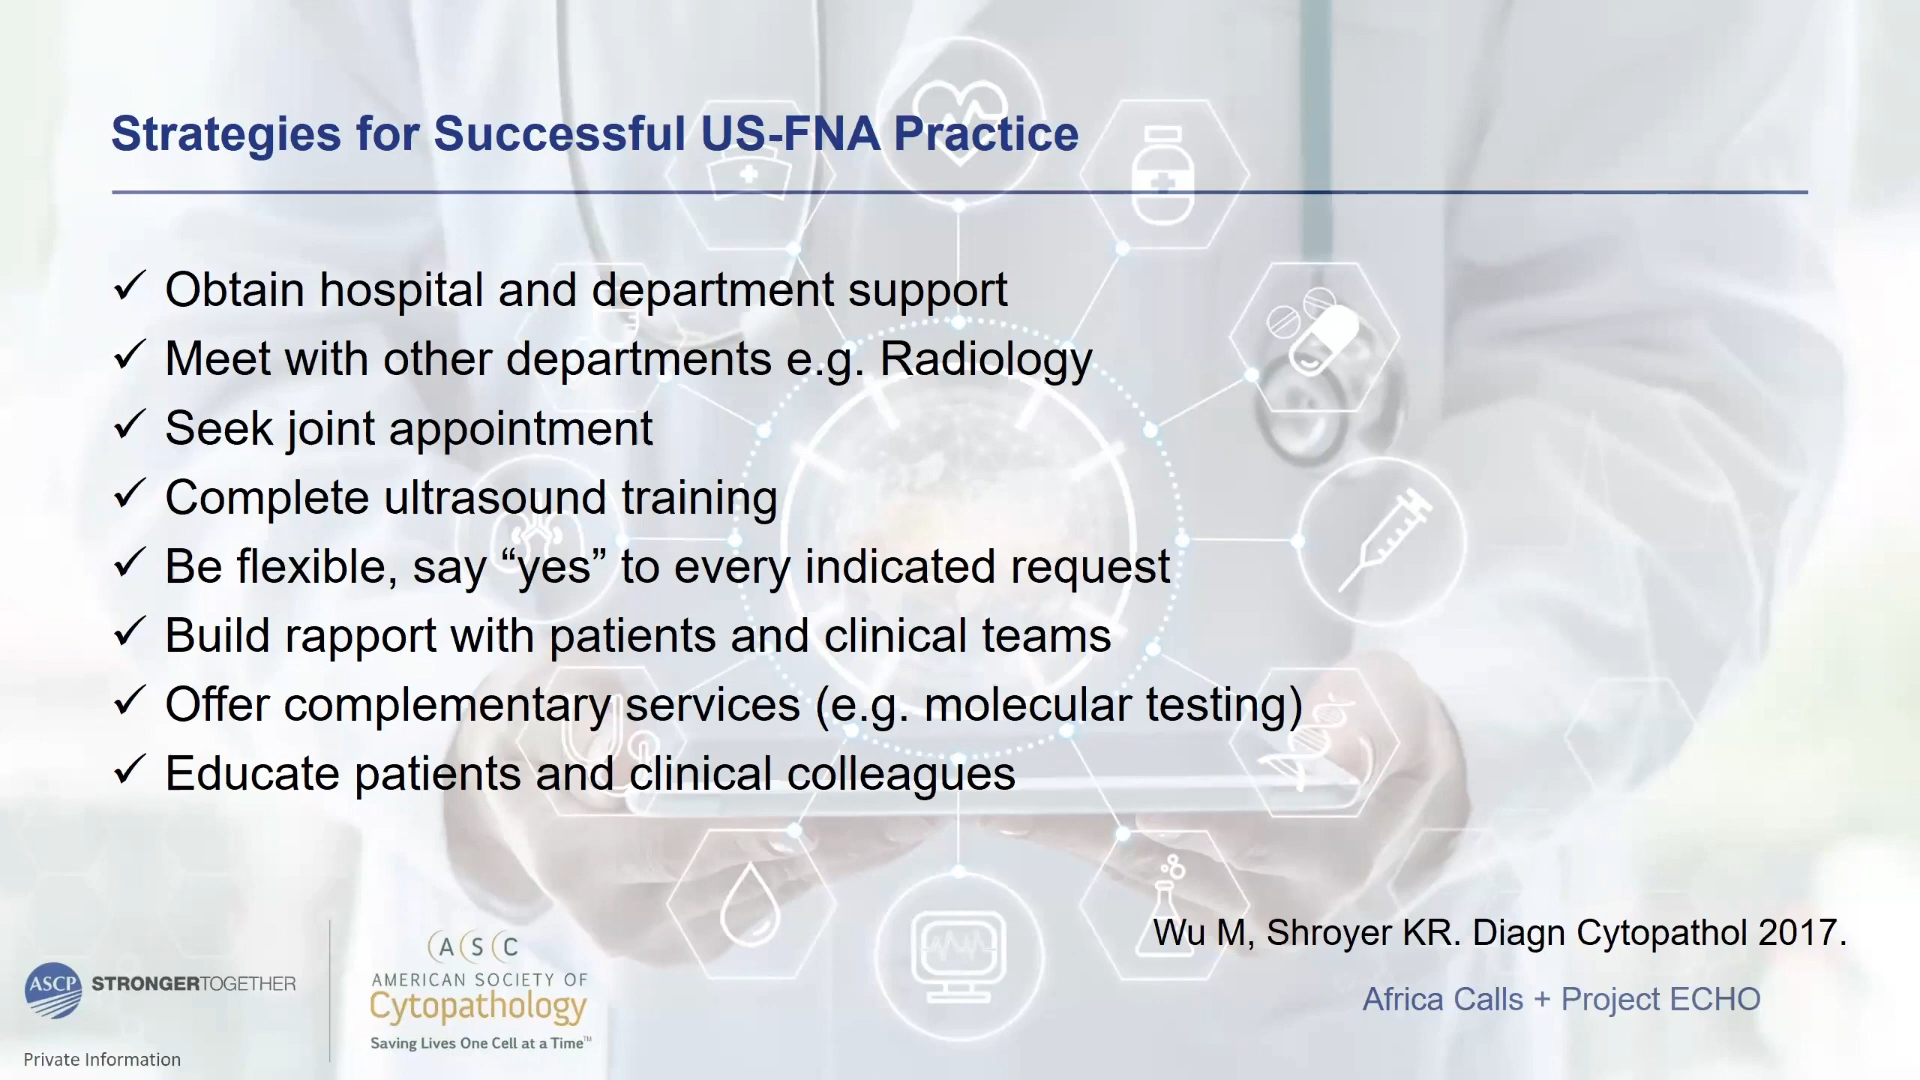 Strategies for Successful US-FNA Practice
✓ Obtain hospital and department support
✓ Meet with other departments e.g. Radiology
✓ Seek joint appointment
✓ Complete ultrasound training
✓ Be flexible, say “yes” to every indicated request
✓ Build rapport with patients and clinical teams
✓ Offer complementary services (e.g. molecular testing)
✓ Educate patients and clinical colleagues
Wu M, Shroyer KR. Diagn Cytopathol 2017.
Africa Calls + Project ECHO
ASCP STRONGERTOGETHER
Private Information
ASC
AMERICAN SOCIETY OF
Cytopathology
Saving Lives One Cell at a Time™